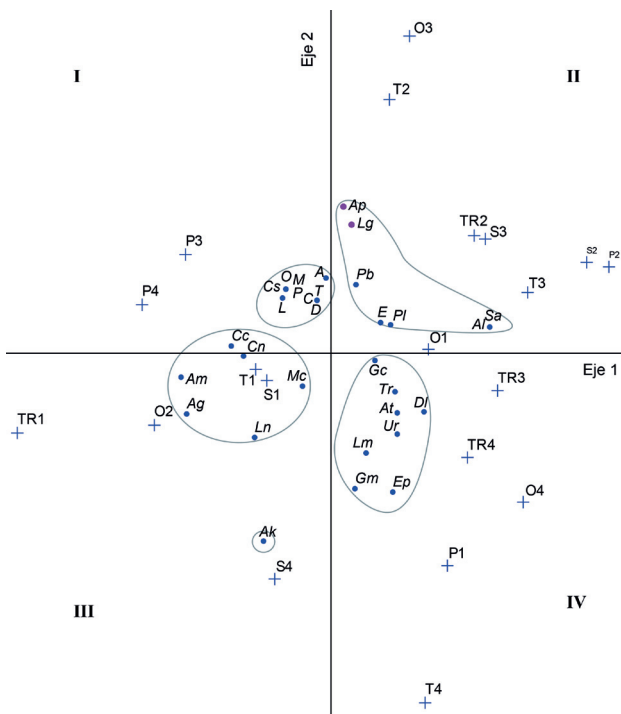 O3
Eje 2
I
II
T2
Ap
Lg
TR2
S3
P3
S2
P2
A
O
M
Cs
Pb
P
C
T
T3
P4
L
D
E
Pl
Sa
Al
O1
Cc
Cn
Eje 1
Gc
T1
S1
Mc
Am
Tr
TR3
Ag
At
Dl
O2
TR1
Ur
Ln
Lm
TR4
Gm
Ep
O4
Ak
P1
S4
III
IV
T4